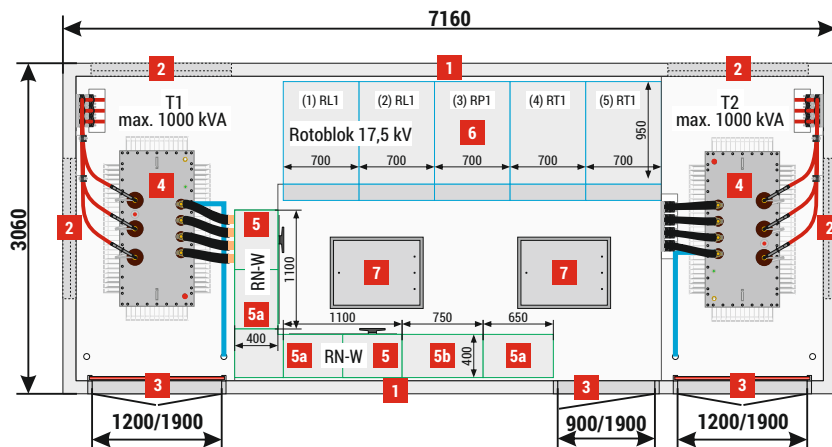 7160
2
1
2
T1
max. 1000 kVA
(1) RL1
(2) RL1
(3) RP1
(4) RT1
(5) RT1
T2
max. 1000 kVA
Rotoblok 17,5 kV
6
950
700
700
700
700
700
3060
4
4
2
2
5
RN-W
5a
1100
400
7
7
1100
750
650
5a
RN-W
5
5b
5a
400
3
1
3
3
1200/1900
900/1900
1200/1900